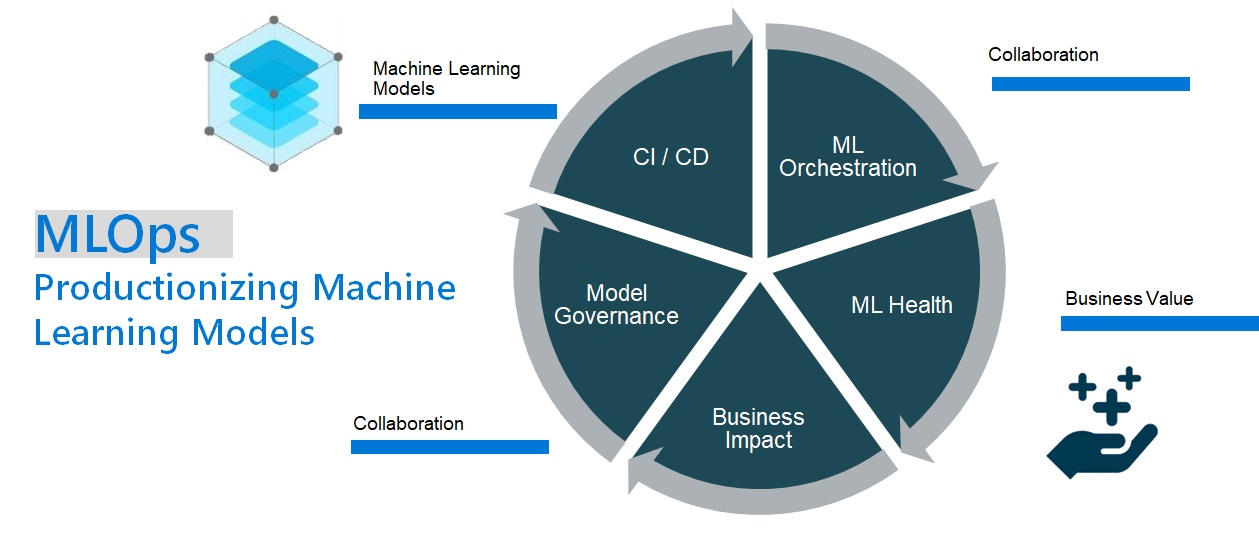 Machine Learning
Models
Collaboration
CI / CD
ML
Orchestration
MLOps
Productionizing Machine
Learning Models
Model
Governance
ML Health
Business Value
Business
Impact
Collaboration